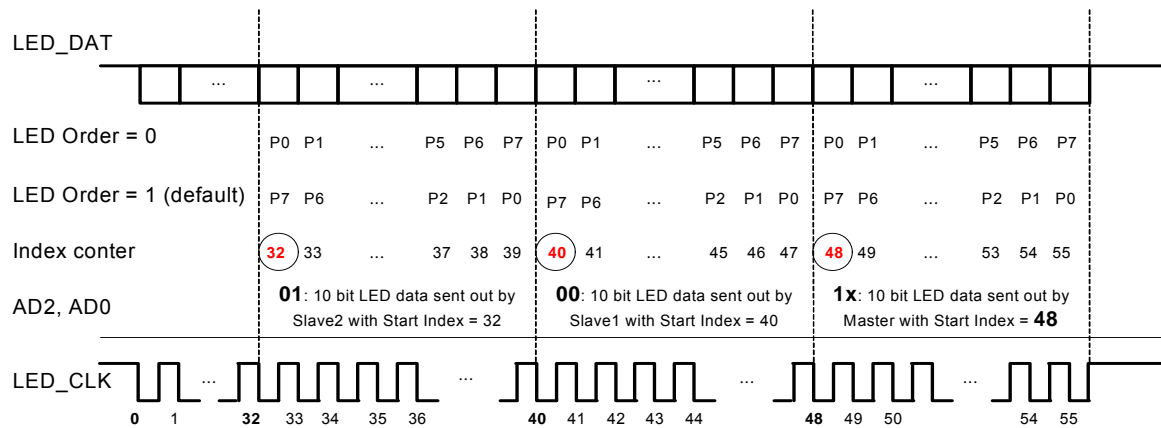 LED_DAT
... ... ... ...
LED Order = 0 P0 P1 ... P5 P6 P7 P0 P1 ... P5 P6 P7 P0 P1 ... P5 P6 P7
LED Order = 1 (default) P7 P6 ... P2 P1 P0 P7 P6 ... P2 P1 P0 P7 P6 ... P2 P1 P0
Index conter 32 33 ... 37 38 39 40 41 ... 45 46 47 48 49 ... 53 54 55
AD2, AD0
01: 10 bit LED data sent out by
Slave2 with Start Index = 32
00: 10 bit LED data sent out by
Slave1 with Start Index = 40
1x: 10 bit LED data sent out by
Master with Start Index = 48
LED_CLK ... ... ... ...
0 1 32 33 34 35 36 40 41 42 43 44 48 49 50 54 55